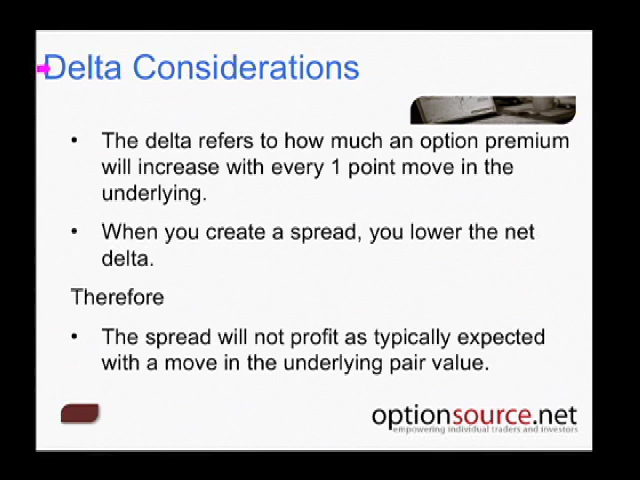 Delta Considerations
• The delta refers to how much an option premium
will increase with every 1 point move in the
underlying.
• When you create a spread, you lower the net
delta.
Therefore
• The spread will not profit as typically expected
with a move in the underlying pair value.
optionsource.net
empowering individual traders and investors